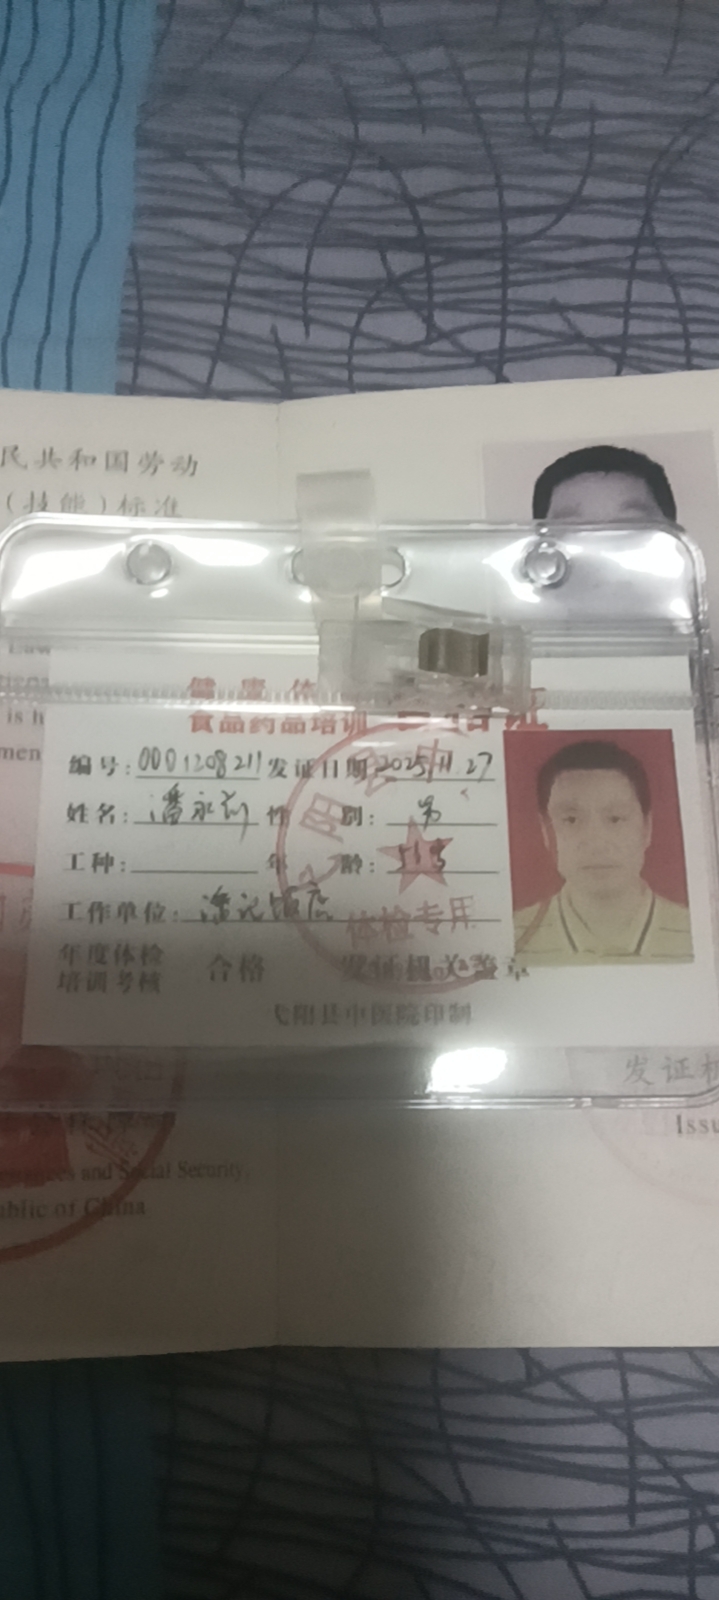 民共和国劳动
（技能）标准
健康体
食品药品培训 合格证
编号：0001208211 发证日期 2025.11.27
姓名：潘永 性别：男
工种： 年龄：
工作单位：潘记饭店
年度体检
培训考核 合格 发证机关盖章
弋阳县中医院印制
体检专用
发证机
Issu
and Social Security,
ublic of China